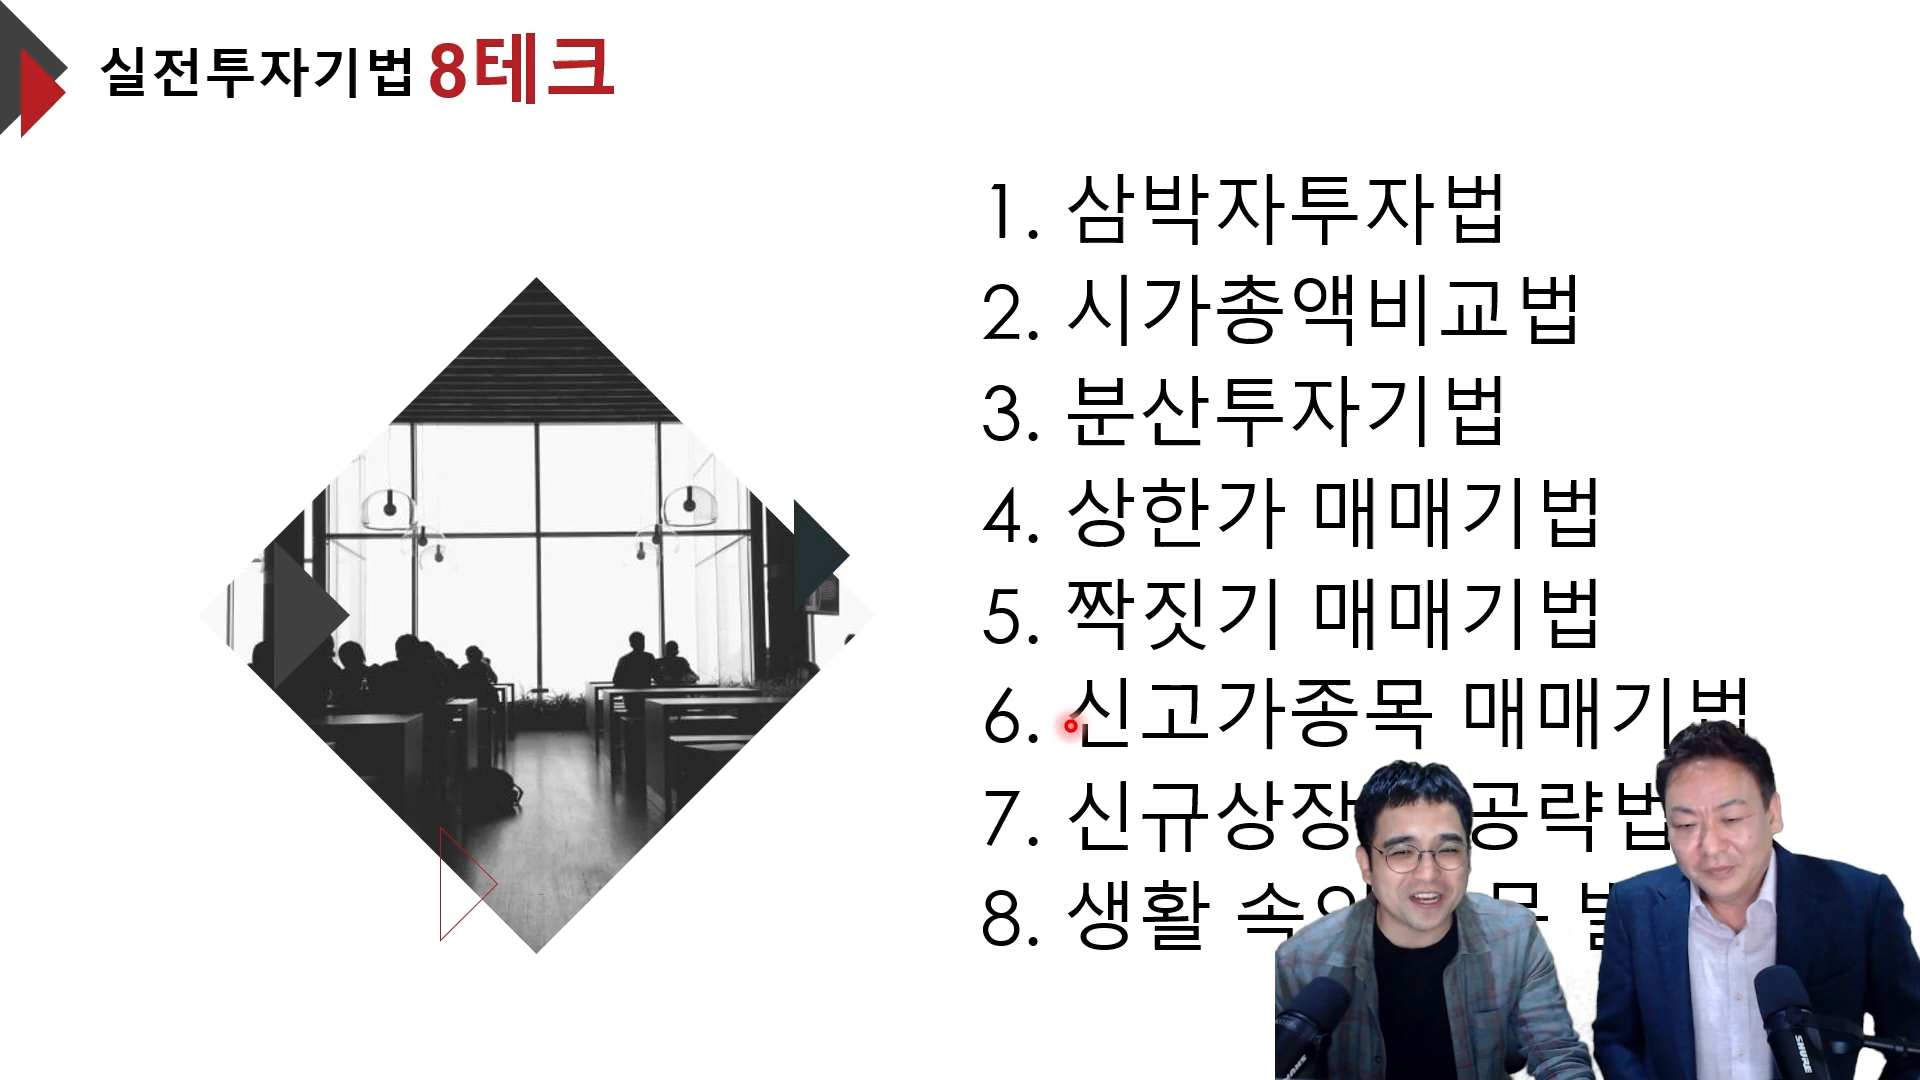 실전투자기법 8테크
1. 삼박자투자법
2. 시가총액비교법
3. 분산투자기법
4. 상한가 매매기법
5. 짝짓기 매매기법
6. 신고가종목 매매기법
7. 신규상장 공략법
8. 생활 속의
SHURE